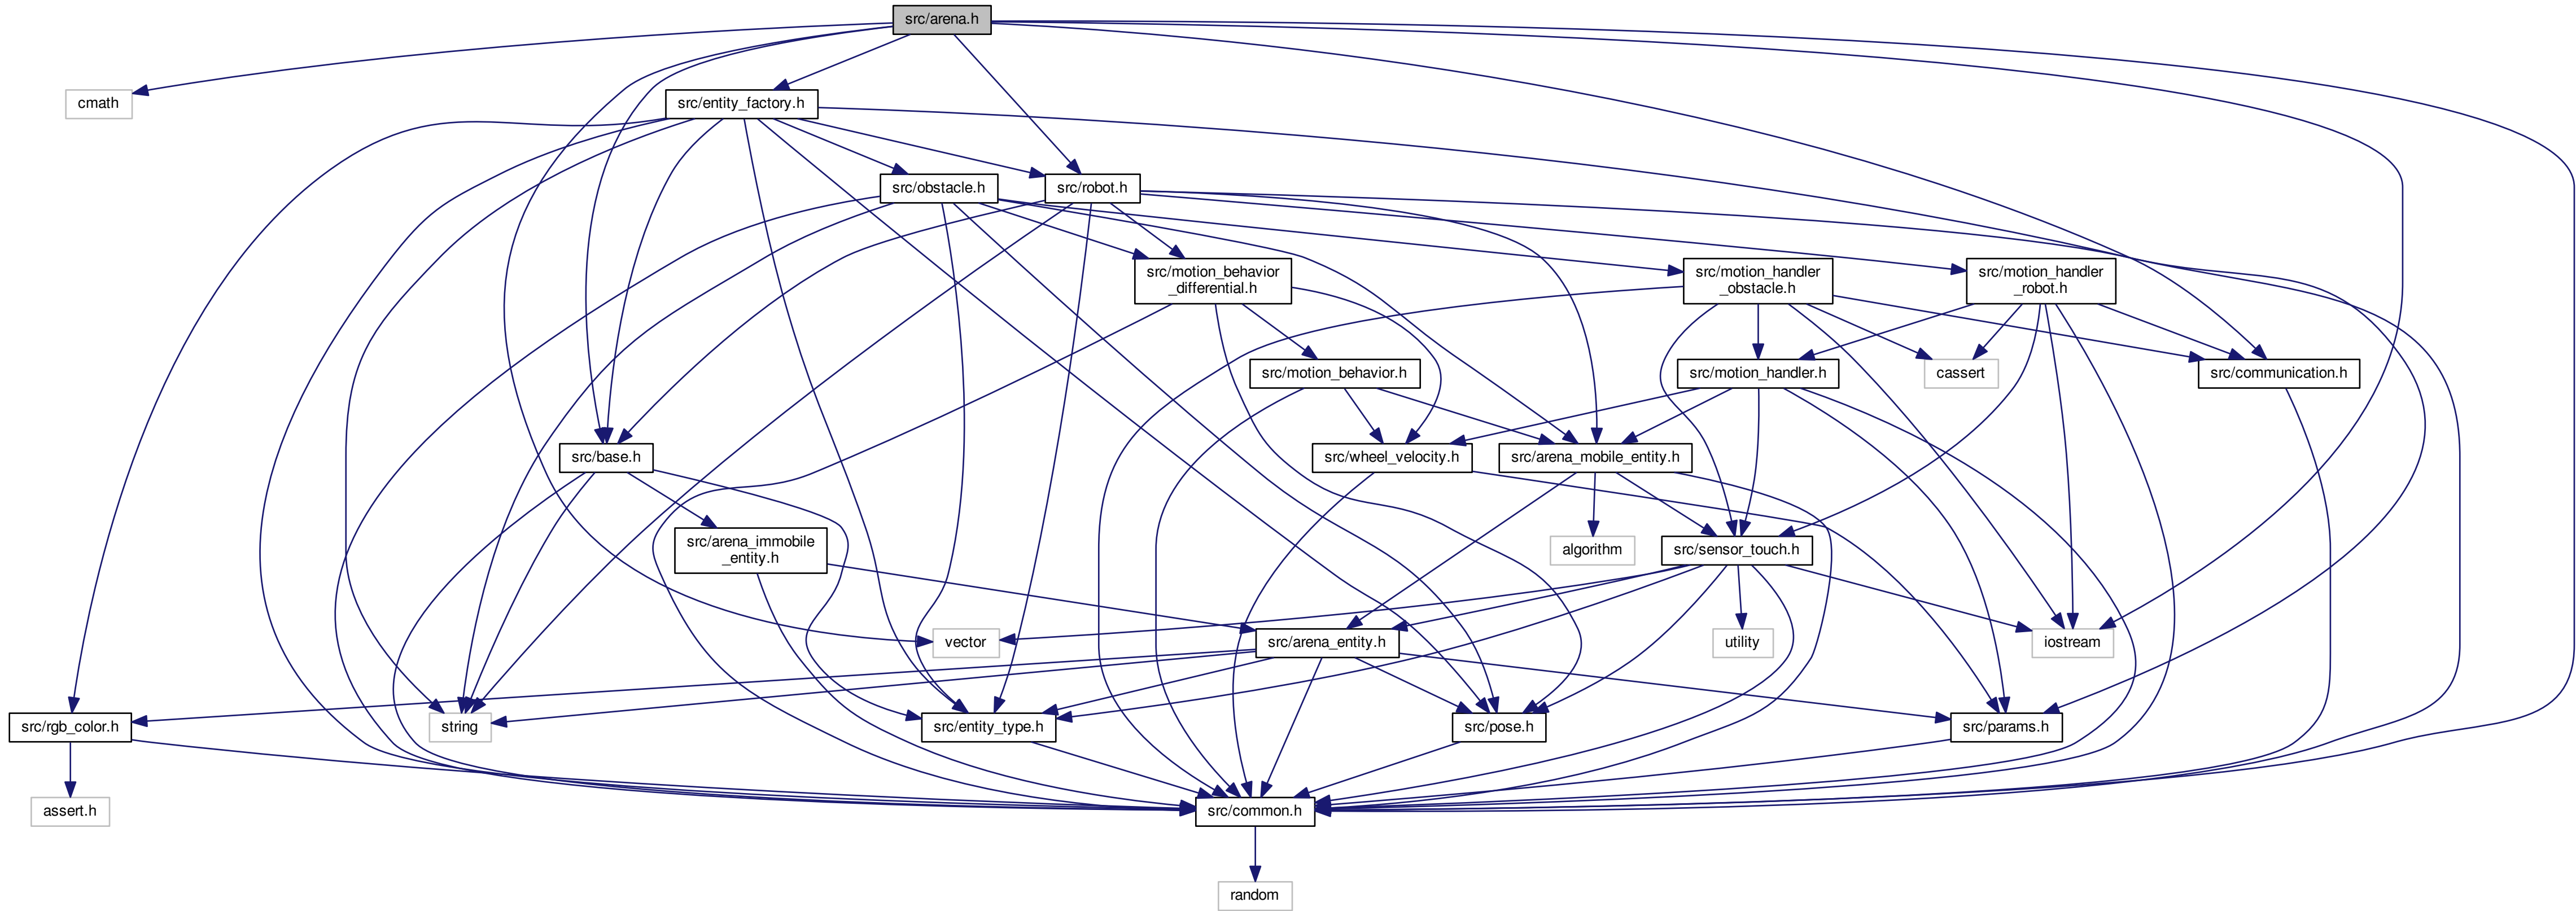 src/arena.h
cmath
src/entity_factory.h
src/obstacle.h
src/robot.h
src/motion_behavior
_differential.h
src/motion_handler
_obstacle.h
src/motion_handler
_robot.h
src/motion_behavior.h
src/motion_handler.h
cassert
src/communication.h
src/base.h
src/wheel_velocity.h
src/arena_mobile_entity.h
src/arena_immobile
_entity.h
algorithm
src/sensor_touch.h
vector
src/arena_entity.h
utility
iostream
src/rgb_color.h
string
src/entity_type.h
src/pose.h
src/params.h
assert.h
src/common.h
random